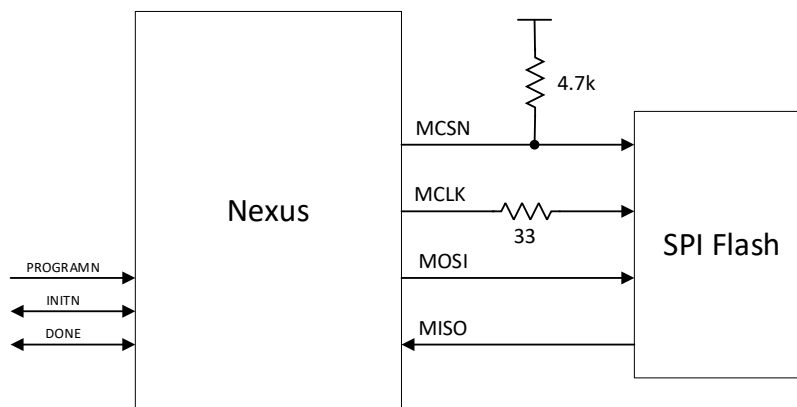 4.7k
MCSN
MCLK
33
Nexus
SPI Flash
MOSI
MISO
PROGRAMN
INITN
DONE